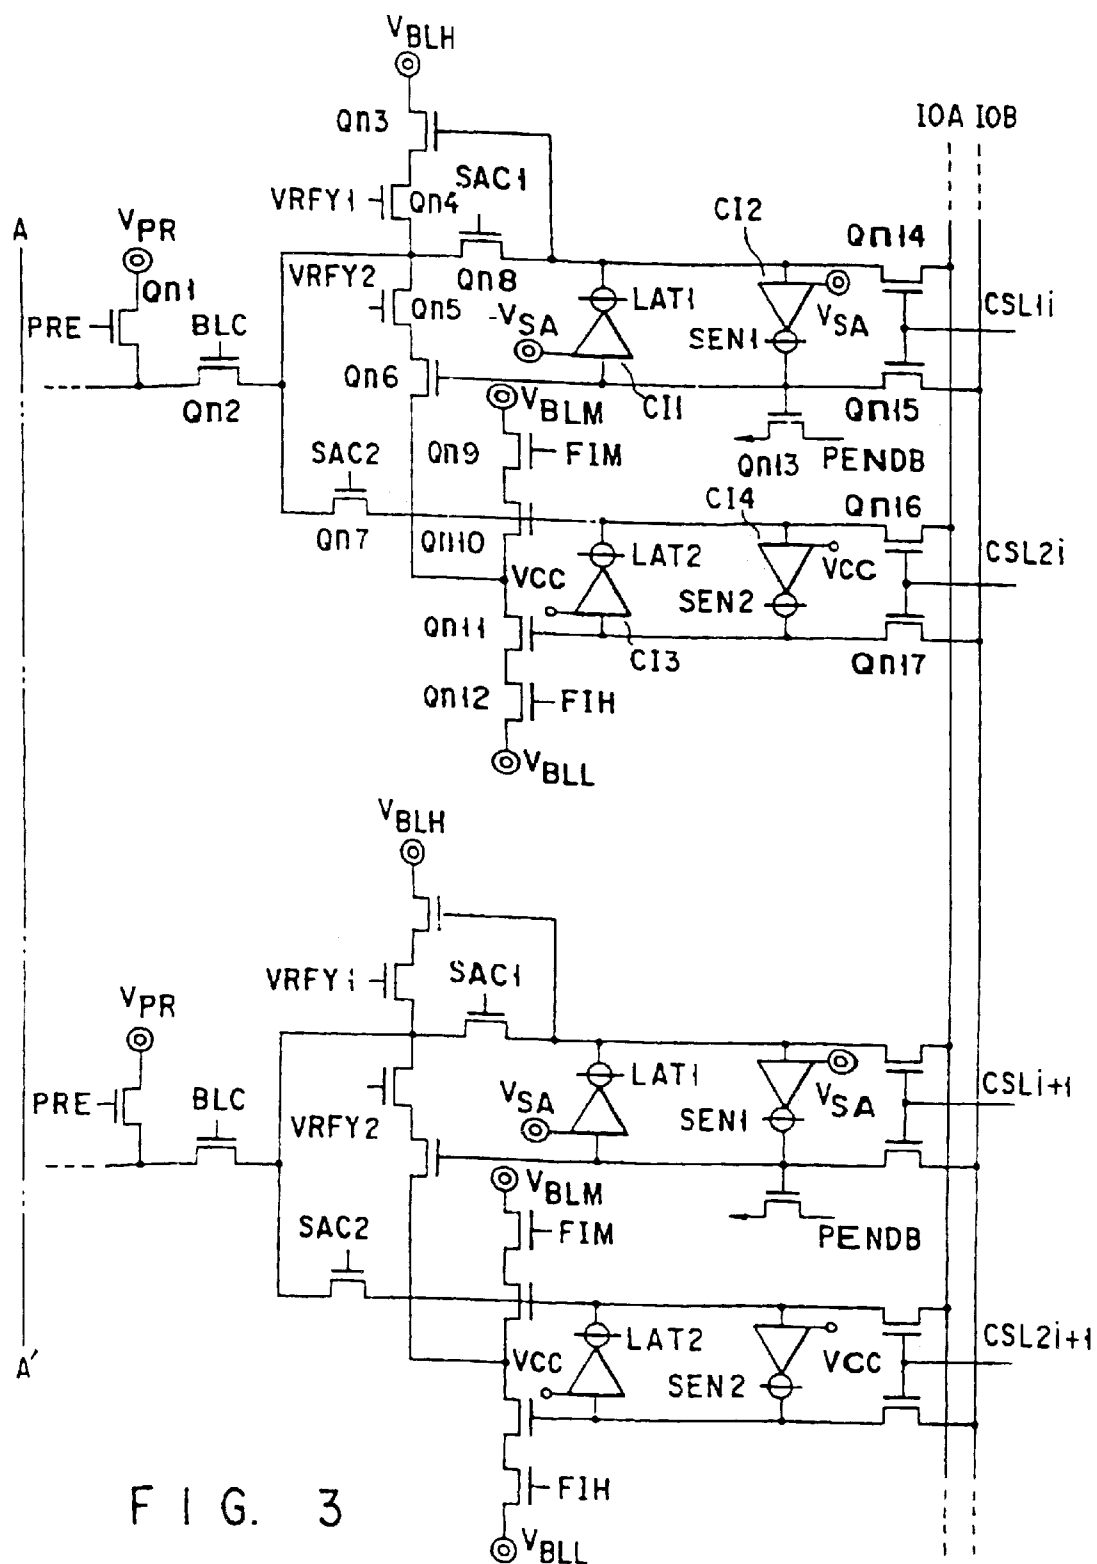 VBLH
Qn3
IOA IOB
SAC1
VRFY1
Qn4
CI2
Qn14
A
VPR
VRFY2
Qn8
Qn1
Qn5
LAT1
VSA
CSL1i
PRE
BLC
-VSA
SEN1
Qn6
CI1
Qn2
VBLM
Qn15
Qn9
FIM
Qn13
PENDB
SAC2
CI4
Qn16
Qn7
Qn10
VCC
LAT2
VCC
CSL2i
SEN2
Qn11
CI3
Qn17
Qn12
FIH
VBLL
VBLH
VRFYi
SAC1
VPR
LAT1
VSA
CSLi+1
PRE
BLC
VSA
VRFY2
SEN1
VBLM
SAC2
FIM
PENDB
LAT2
CSL2i+1
A'
VCC
VCC
SEN2
FIH
FIG. 3
VBLL